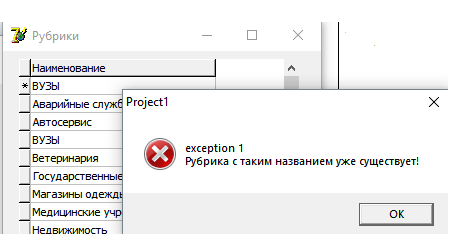 Рубрики
Наименование
ВУЗЫ
Аварийные служб
Автосервис
ВУЗЫ
Ветеринария
Государственные
Магазины одежды
Медицинские учр
Недвижимость
Project1
exception 1
Рубрика с таким названием уже существует!
OK